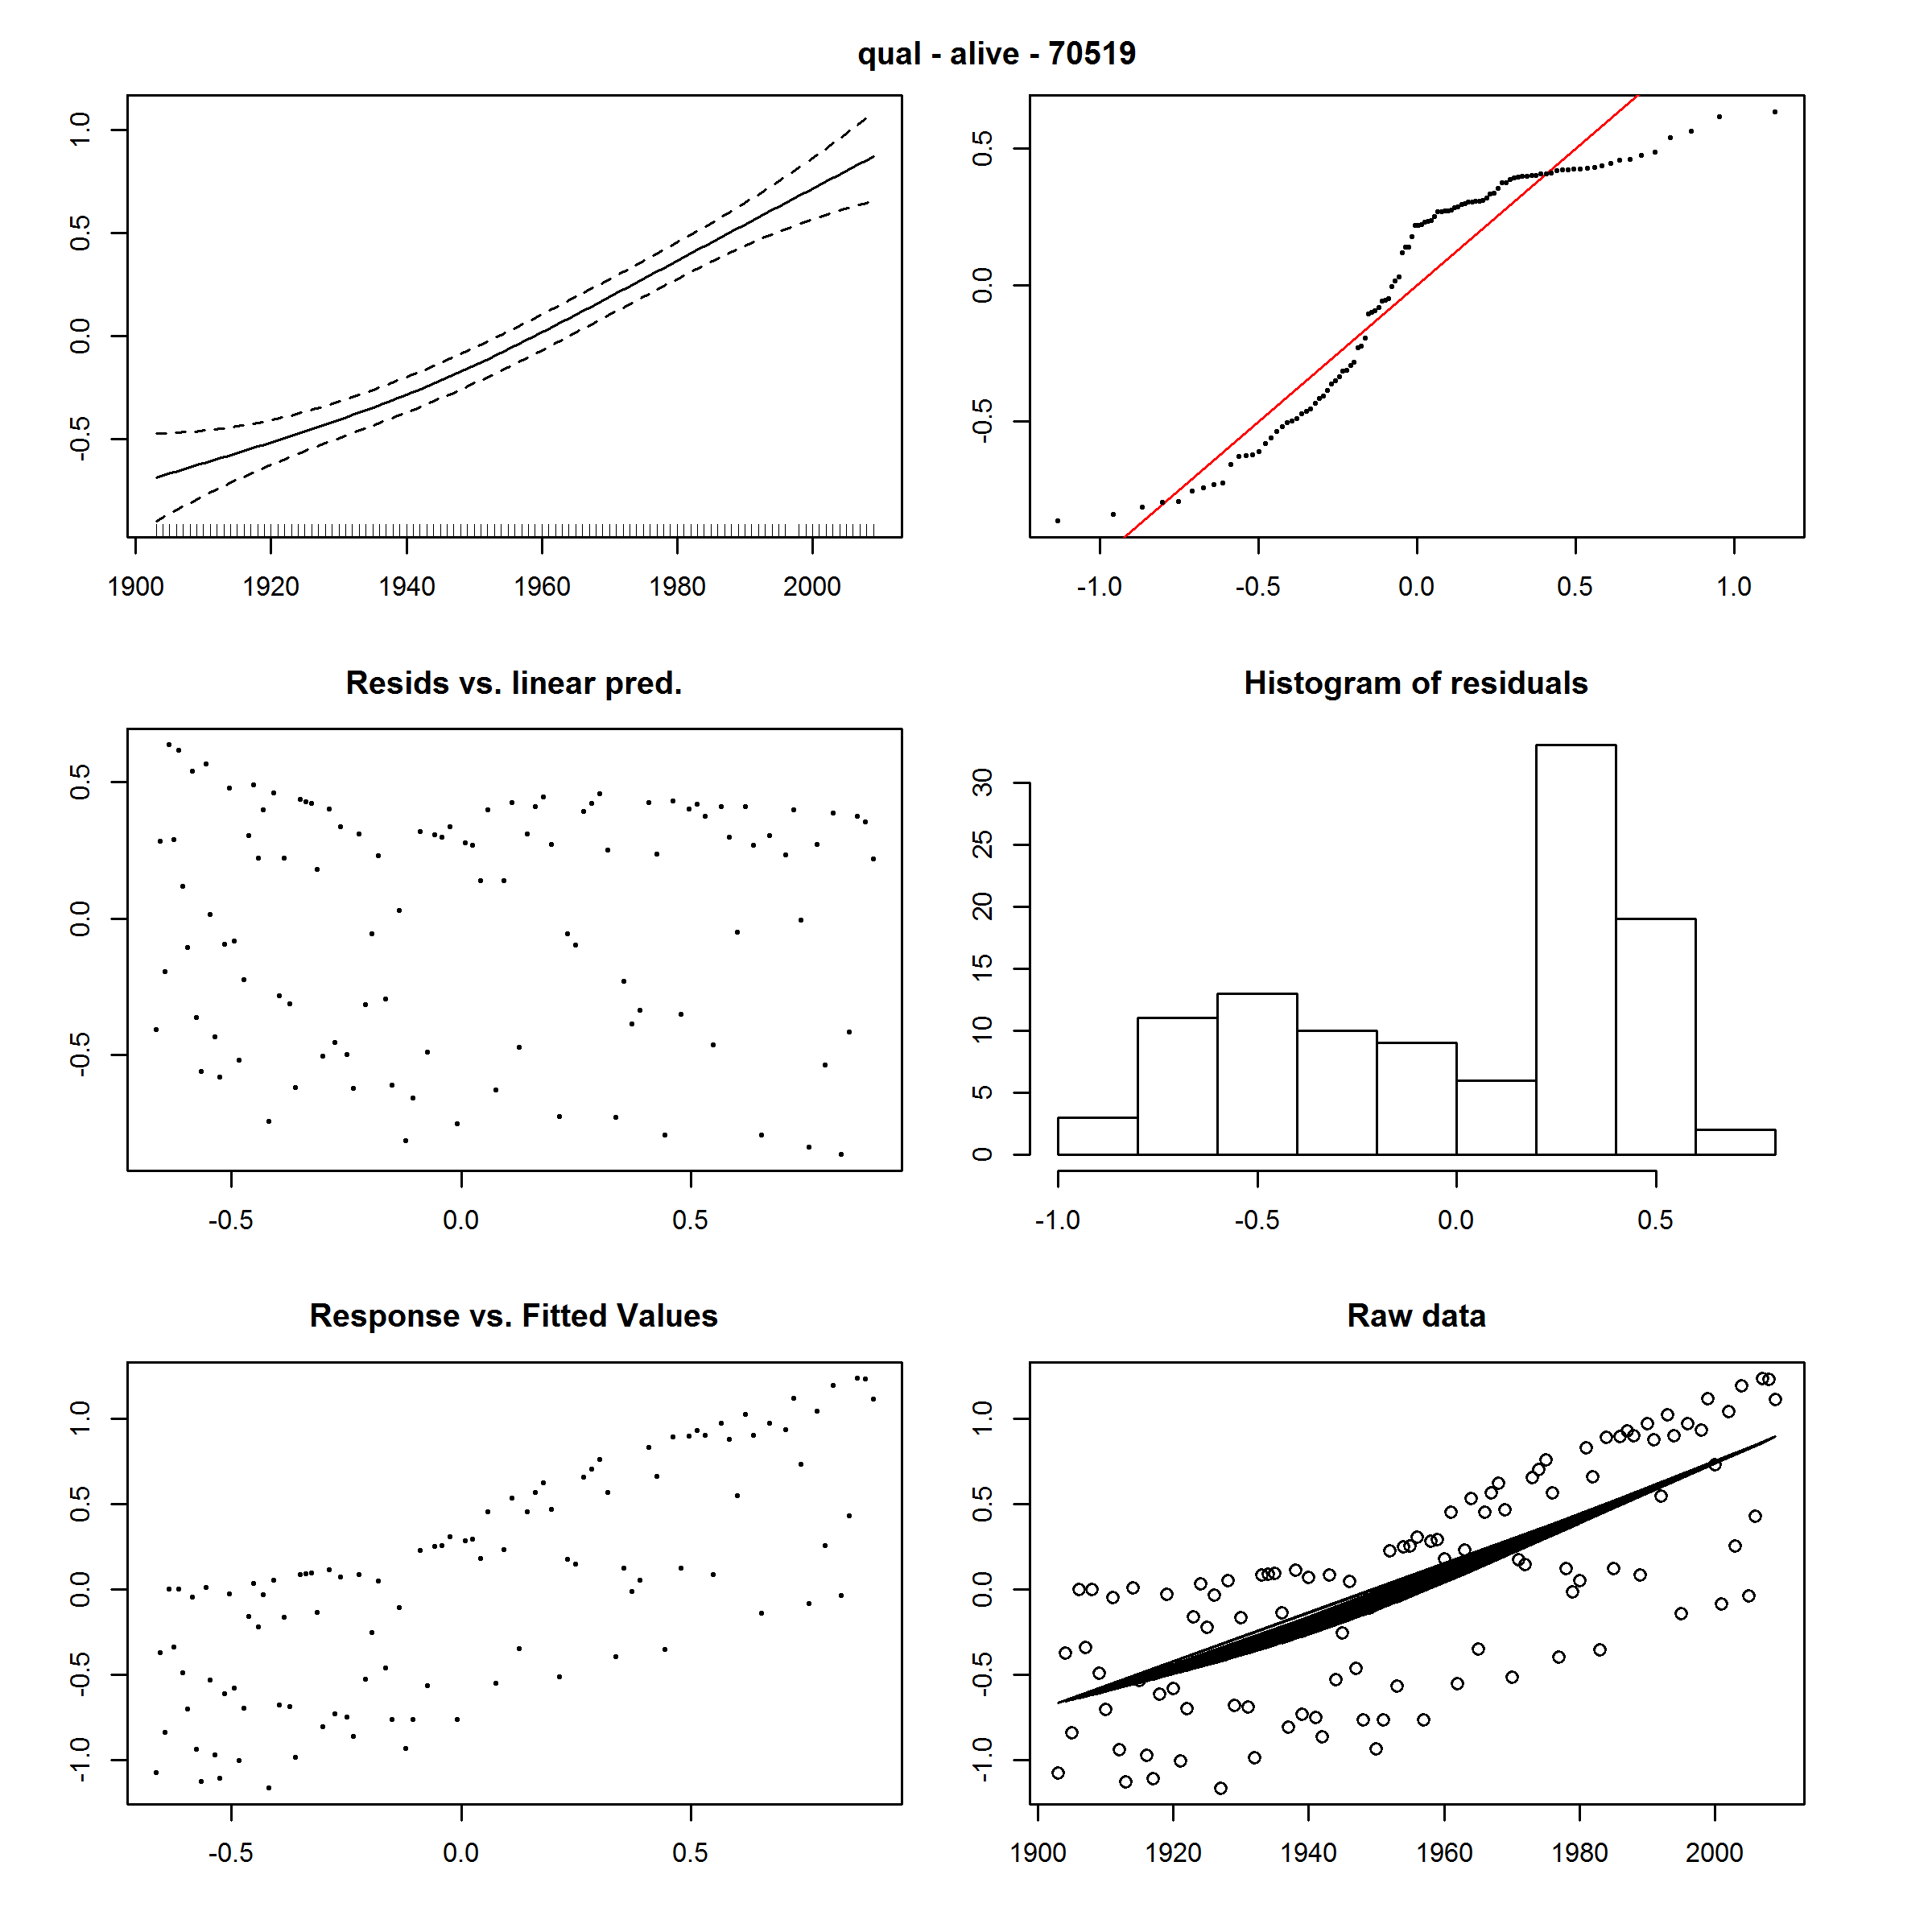 qual - alive - 70519
1.0
0.5
0.0
-0.5
1900 1920 1940 1960 1980 2000
0.5
0.0
-0.5
-1.0 -0.5 0.0 0.5 1.0
Resids vs. linear pred.
0.5
0.0
-0.5
-0.5 0.0 0.5
Histogram of residuals
30
25
20
15
10
5
0
-1.0 -0.5 0.0 0.5
Response vs. Fitted Values
1.0
0.5
0.0
-0.5
-1.0
-0.5 0.0 0.5
Raw data
1.0
0.5
0.0
-0.5
-1.0
1900 1920 1940 1960 1980 2000